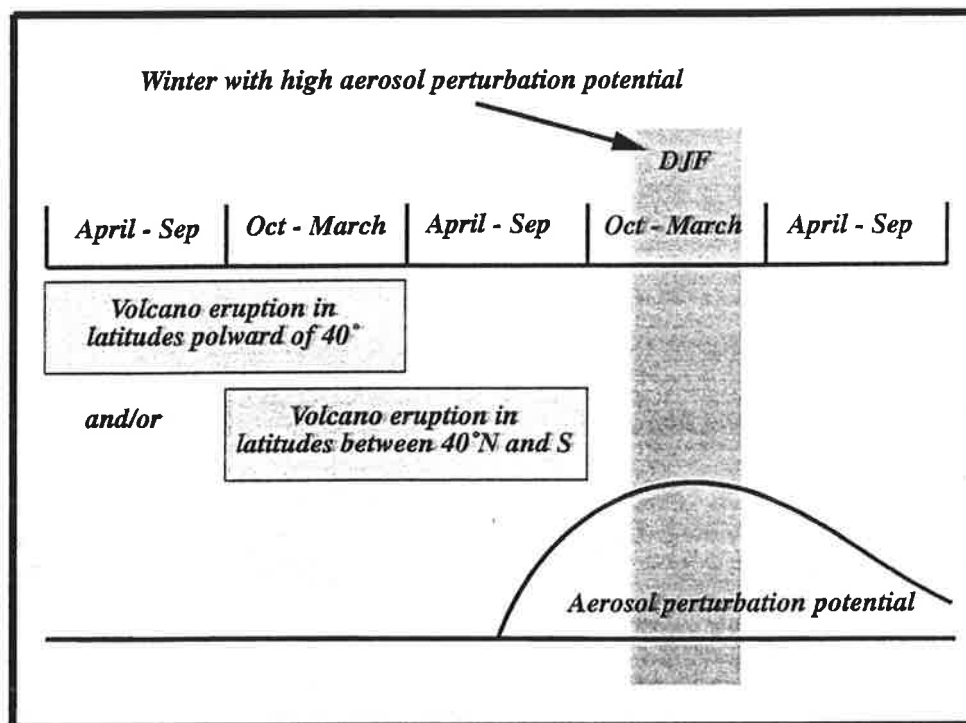 Winter with high aerosol perturbation potential
DJF
April - Sep Oct - March April - Sep Oct - March April - Sep
Volcano eruption in
latitudes polward of 40°
and/or
Volcano eruption in
latitudes between 40°N and S
Aerosol perturbation potential